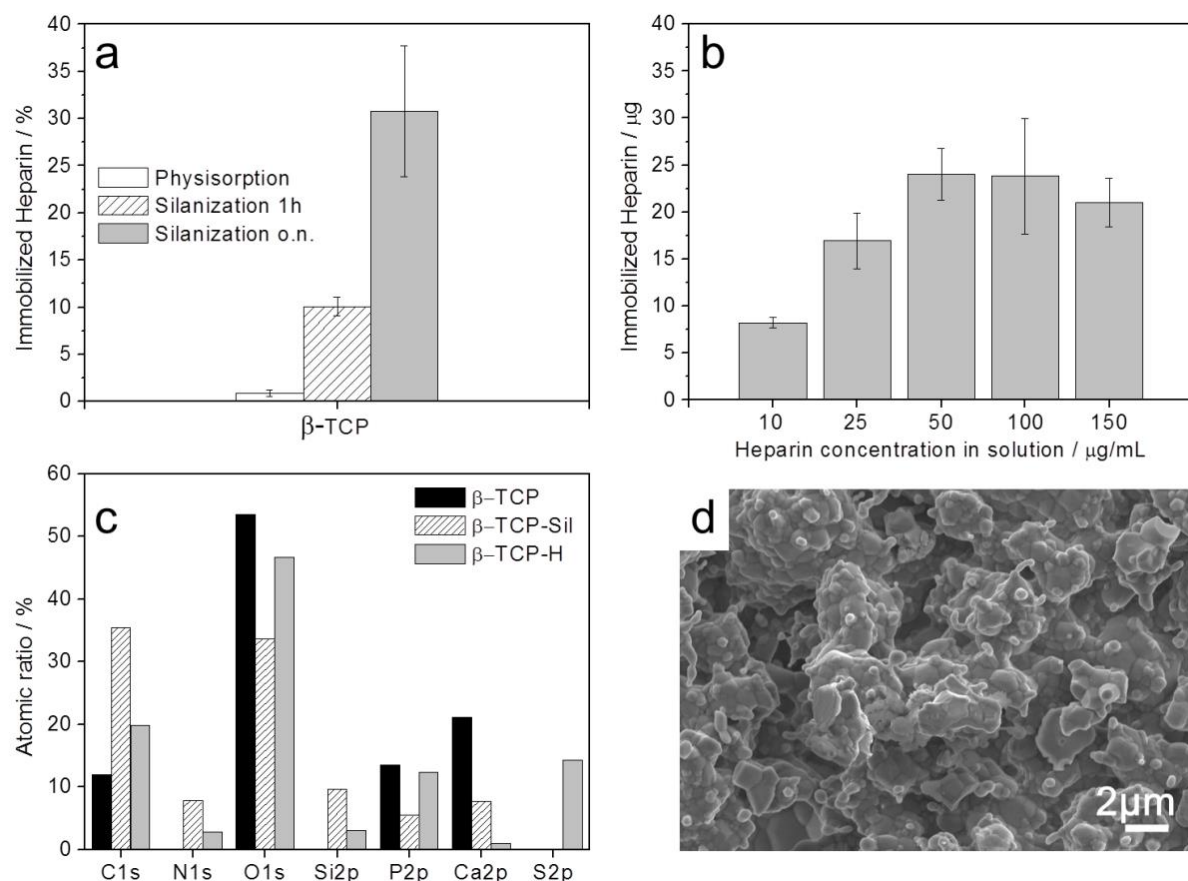 a
Immobilized Heparin / %
40
35
30
25
20
15
10
5
0
Physisorption
Silanization 1h
Silanization o.n.
β-TCP
b
Immobilized Heparin / μg
40
35
30
25
20
15
10
5
0
10 25 50 100 150
Heparin concentration in solution / μg/mL
c
Atomic ratio / %
60
50
40
30
20
10
0
β–TCP
β–TCP-Sil
β–TCP-H
C1s N1s O1s Si2p P2p Ca2p S2p
d
2μm